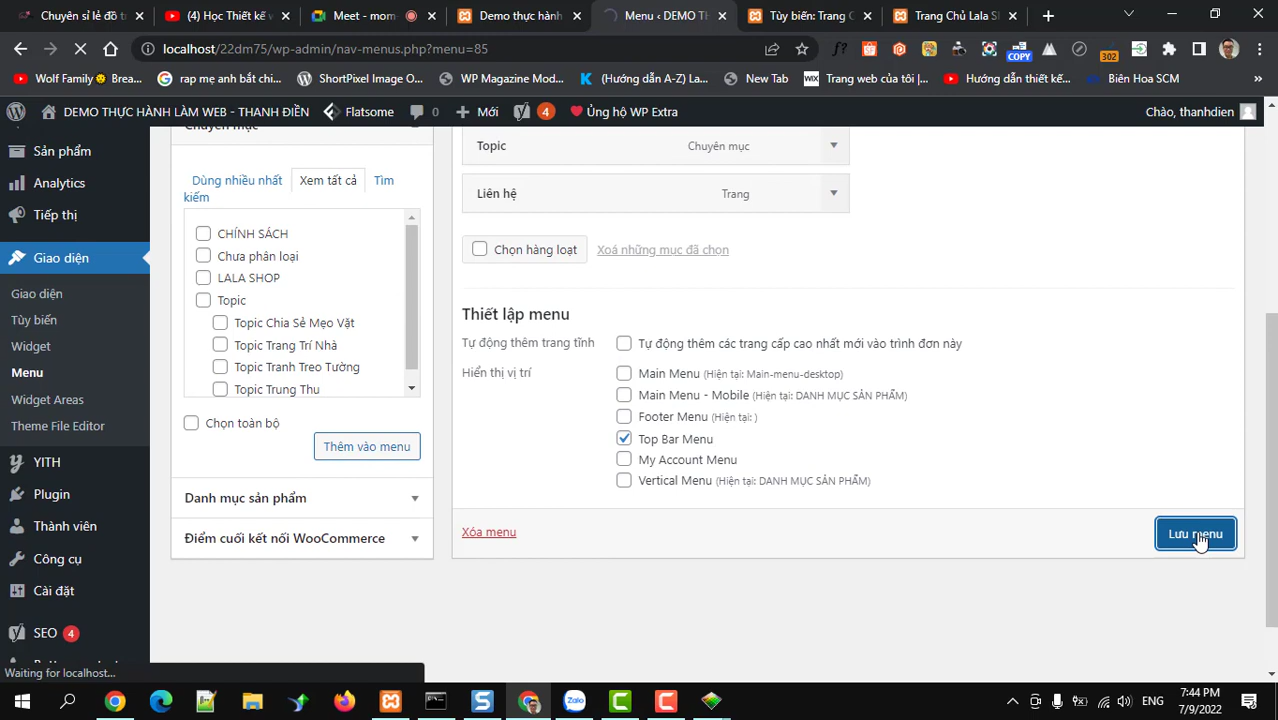 Chuyên sỉ lẻ đồ tr
(4) Học Thiết kế v
Meet - mom-
Demo thực hành
Menu ‹ DEMO TH
Tùy biến: Trang C
Trang Chủ Lala S
localhost/22dm75/wp-admin/nav-menus.php?menu=85
COPY
302
Wolf Family Brea...
rap mẹ anh bắt chi...
ShortPixel Image O...
WP Magazine Mod...
(Hướng dẫn A-Z) La...
New Tab
WIX
Trang web của tôi |...
Hướng dẫn thiết kế...
Biên Hoa SCM
DEMO THỰC HÀNH LÀM WEB - THANH ĐIỀN
Flatsome
0
Mới
4
Ủng hộ WP Extra
Chào, thanhdien
Sản phẩm
Analytics
Tiếp thị
Giao diện
Giao diện
Tùy biến
Widget
Menu
Widget Areas
Theme File Editor
YITH
Plugin
Thành viên
Công cụ
Cài đặt
SEO 4
Waiting for localhost...
Chuyên mục
Dùng nhiều nhất
Xem tất cả
Tìm
kiếm
CHÍNH SÁCH
Chưa phân loại
LALA SHOP
Topic
Topic Chia Sẻ Mẹo Vặt
Topic Trang Trí Nhà
Topic Tranh Treo Tường
Topic Trung Thu
Chọn toàn bộ
Thêm vào menu
Danh mục sản phẩm
Điểm cuối kết nối WooCommerce
Topic Chuyên mục
Liên hệ Trang
Chọn hàng loạt
Xoá những mục đã chọn
Thiết lập menu
Tự động thêm trang tĩnh
Tự động thêm các trang cấp cao nhất mới vào trình đơn này
Hiển thị vị trí
Main Menu (Hiện tại: Main-menu-desktop)
Main Menu - Mobile (Hiện tại: DANH MỤC SẢN PHẨM)
Footer Menu (Hiện tại: )
Top Bar Menu
My Account Menu
Vertical Menu (Hiện tại: DANH MỤC SẢN PHẨM)
Xóa menu
Lưu menu
Zalo
ENG
7:44 PM
7/9/2022